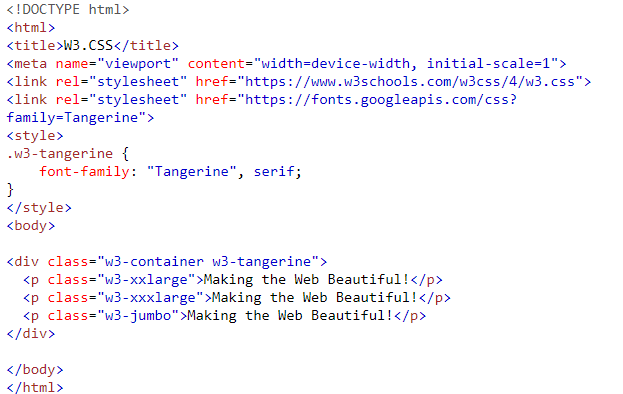 <!DOCTYPE html>
<html>
<title>W3.CSS</title>
<meta name="viewport" content="width=device-width, initial-scale=1">
<link rel="stylesheet" href="https://www.w3schools.com/w3css/4/w3.css">
<link rel="stylesheet" href="https://fonts.googleapis.com/css?
family=Tangerine">
<style>
.w3-tangerine {
    font-family: "Tangerine", serif;
}
</style>
<body>

<div class="w3-container w3-tangerine">
  <p class="w3-xxlarge">Making the Web Beautiful!</p>
  <p class="w3-xxxlarge">Making the Web Beautiful!</p>
  <p class="w3-jumbo">Making the Web Beautiful!</p>
</div>

</body>
</html>